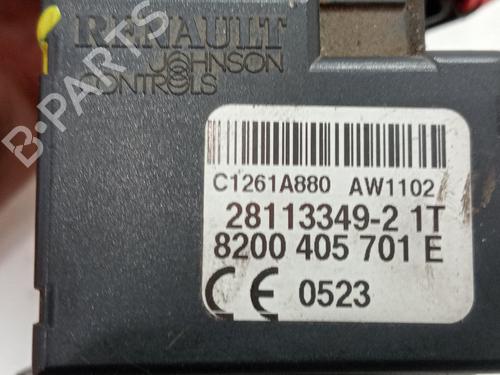 RENAULT
JOHNSON
CONTROLS
B-PARTS
C1261A880 AW1102
28113349-2 1T
8200 405 701 E
CE 0523